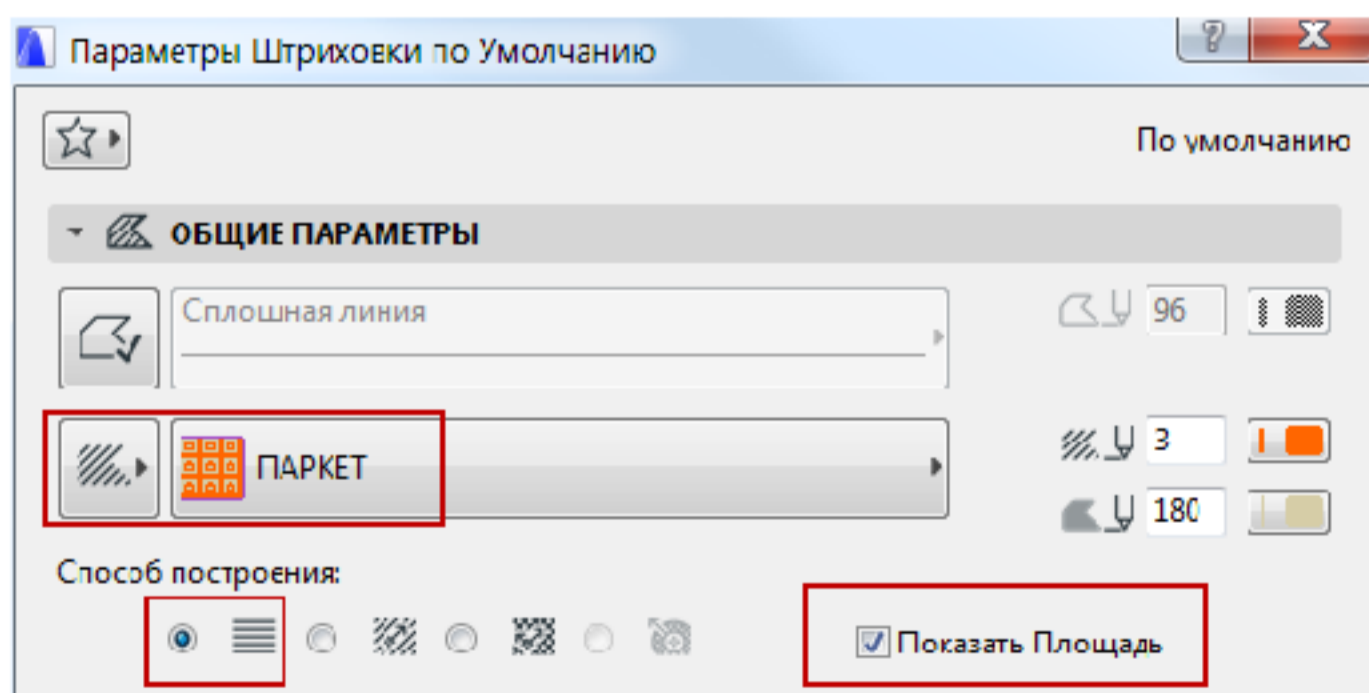 Параметры Штриховки по Умолчанию
?
По умолчанию
ОБЩИЕ ПАРАМЕТРЫ
Сплошная линия
96
ПАРКЕТ
3
180
Способ построения:
Показать Площадь